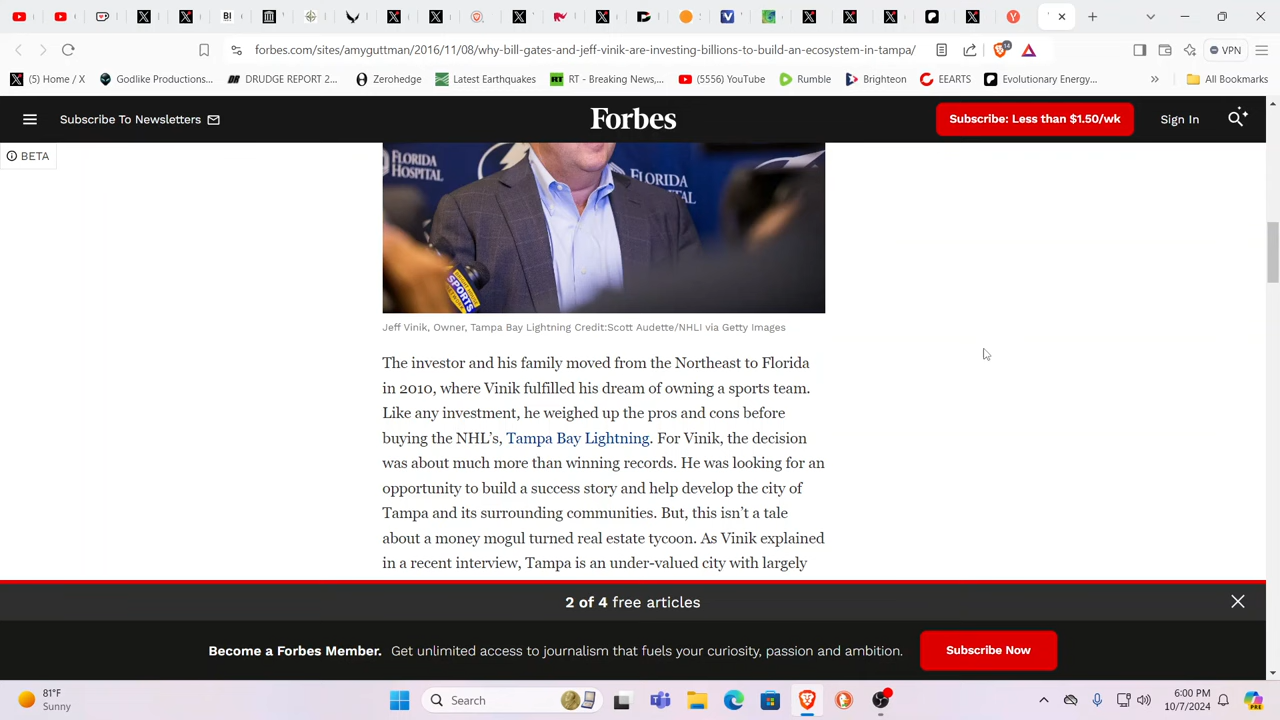 forbes.com/sites/amyguttman/2016/11/08/why-bill-gates-and-jeff-vinik-are-investing-billions-to-build-an-ecosystem-in-tampa/
14
VPN
(5) Home / X
Godlike Productions...
DRUDGE REPORT 2...
Zerohedge
Latest Earthquakes
RT - Breaking News,...
(5555) YouTube
Rumble
Brighteon
EEARTS
Evolutionary Energy...
All Bookmarks
Subscribe To Newsletters
Forbes
Subscribe: Less than $1.50/wk
Sign In
BETA
FLORIDA
HOSPITAL
FLORIDA
SPORTS
Jeff Vinik, Owner, Tampa Bay Lightning Credit:Scott Audette/NHLI via Getty Images
The investor and his family moved from the Northeast to Florida
in 2010, where Vinik fulfilled his dream of owning a sports team.
Like any investment, he weighed up the pros and cons before
buying the NHL's, Tampa Bay Lightning. For Vinik, the decision
was about much more than winning records. He was looking for an
opportunity to build a success story and help develop the city of
Tampa and its surrounding communities. But, this isn't a tale
about a money mogul turned real estate tycoon. As Vinik explained
in a recent interview, Tampa is an under-valued city with largely
2 of 4 free articles
Become a Forbes Member. Get unlimited access to journalism that fuels your curiosity, passion and ambition.
Subscribe Now
81°F
Sunny
Search
6:00 PM
10/7/2024
PRE